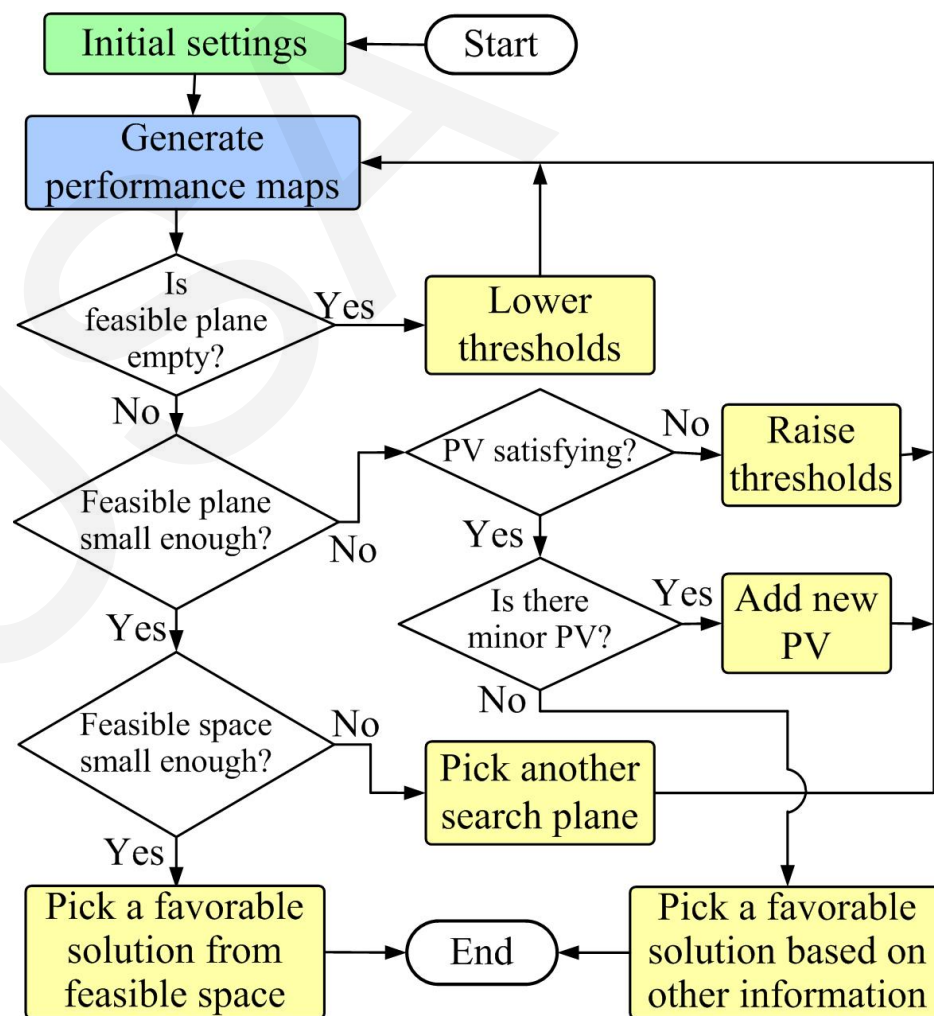 Start
Initial settings
Generate
performance maps
Is
feasible plane
empty?
Yes
Lower
thresholds
No
Feasible plane
small enough?
No
PV satisfying?
No
Raise
thresholds
Yes
Is there
minor PV?
Yes
Add new
PV
No
Yes
Feasible space
small enough?
No
Pick another
search plane
Yes
Pick a favorable
solution from
feasible space
End
Pick a favorable
solution based on
other information